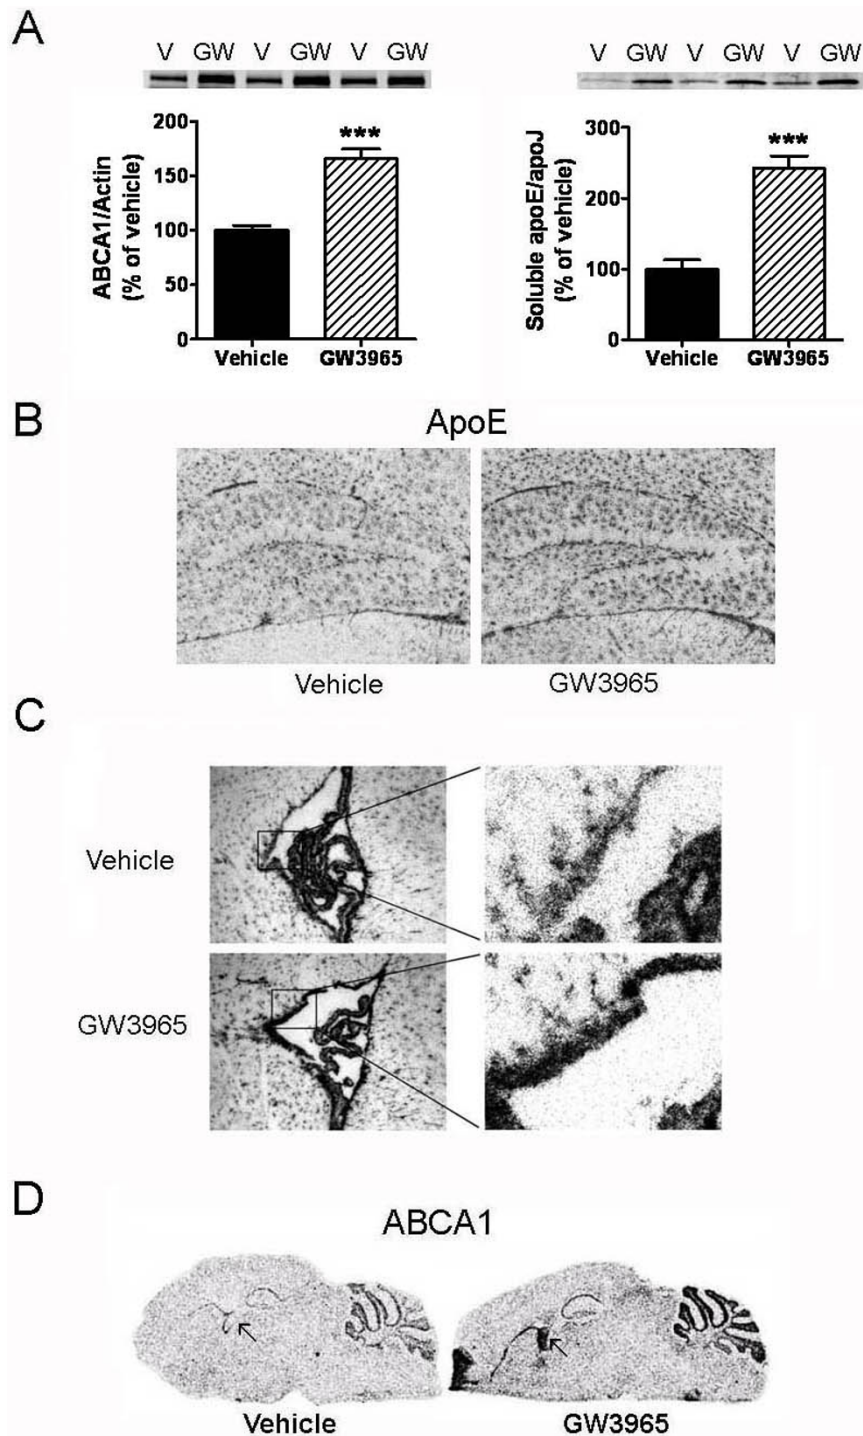 A
V GW V GW V GW
V GW V GW V GW
ABCA1/Actin
(% of vehicle)
200
150
100
50
0
***
Vehicle
GW3965
Soluble apoE/apoJ
(% of vehicle)
300
200
100
0
***
Vehicle
GW3965
B
ApoE
Vehicle
GW3965
C
Vehicle
GW3965
D
ABCA1
Vehicle
GW3965